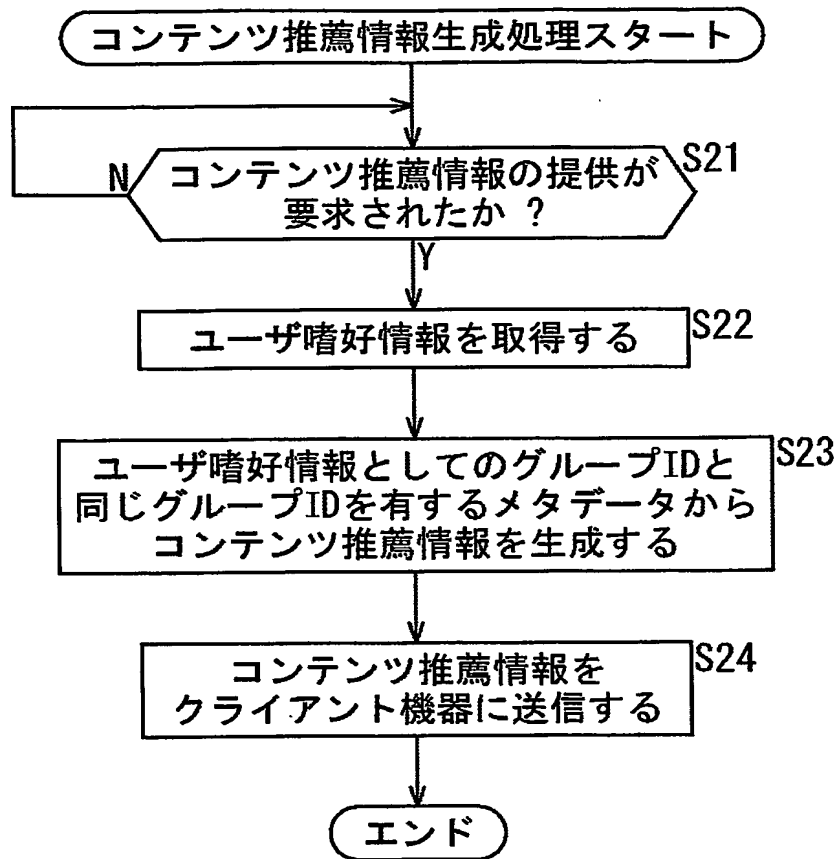 コンテンツ推薦情報生成処理スタート
S21
N
コンテンツ推薦情報の提供が
要求されたか ?
Y
S22
ユーザ嗜好情報を取得する
S23
ユーザ嗜好情報としてのグループIDと
同じグループIDを有するメタデータから
コンテンツ推薦情報を生成する
S24
コンテンツ推薦情報を
クライアント機器に送信する
エンド